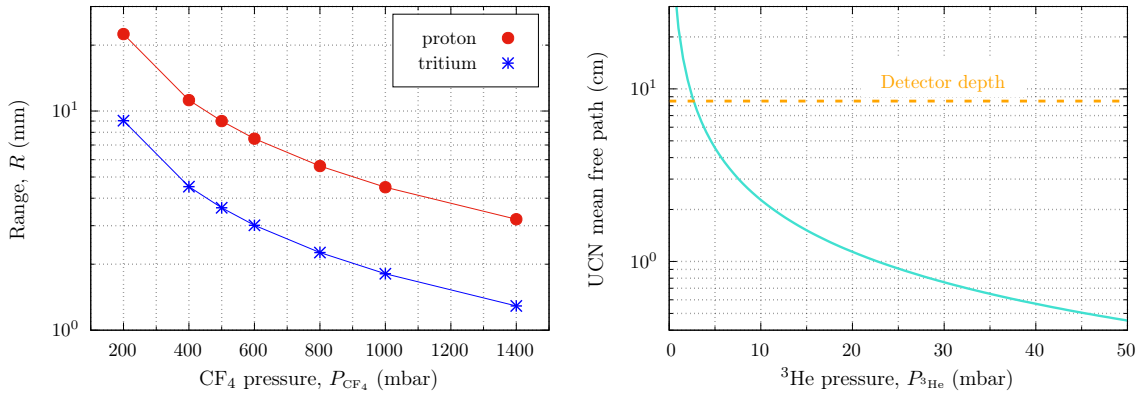 Range, R (mm)
10¹
10⁰
proton
tritium
200 400 600 800 1000 1200 1400
CF₄ pressure, P_CF₄ (mbar)
UCN mean free path (cm)
10¹
10⁰
Detector depth
0 10 20 30 40 50
³He pressure, P_³He (mbar)